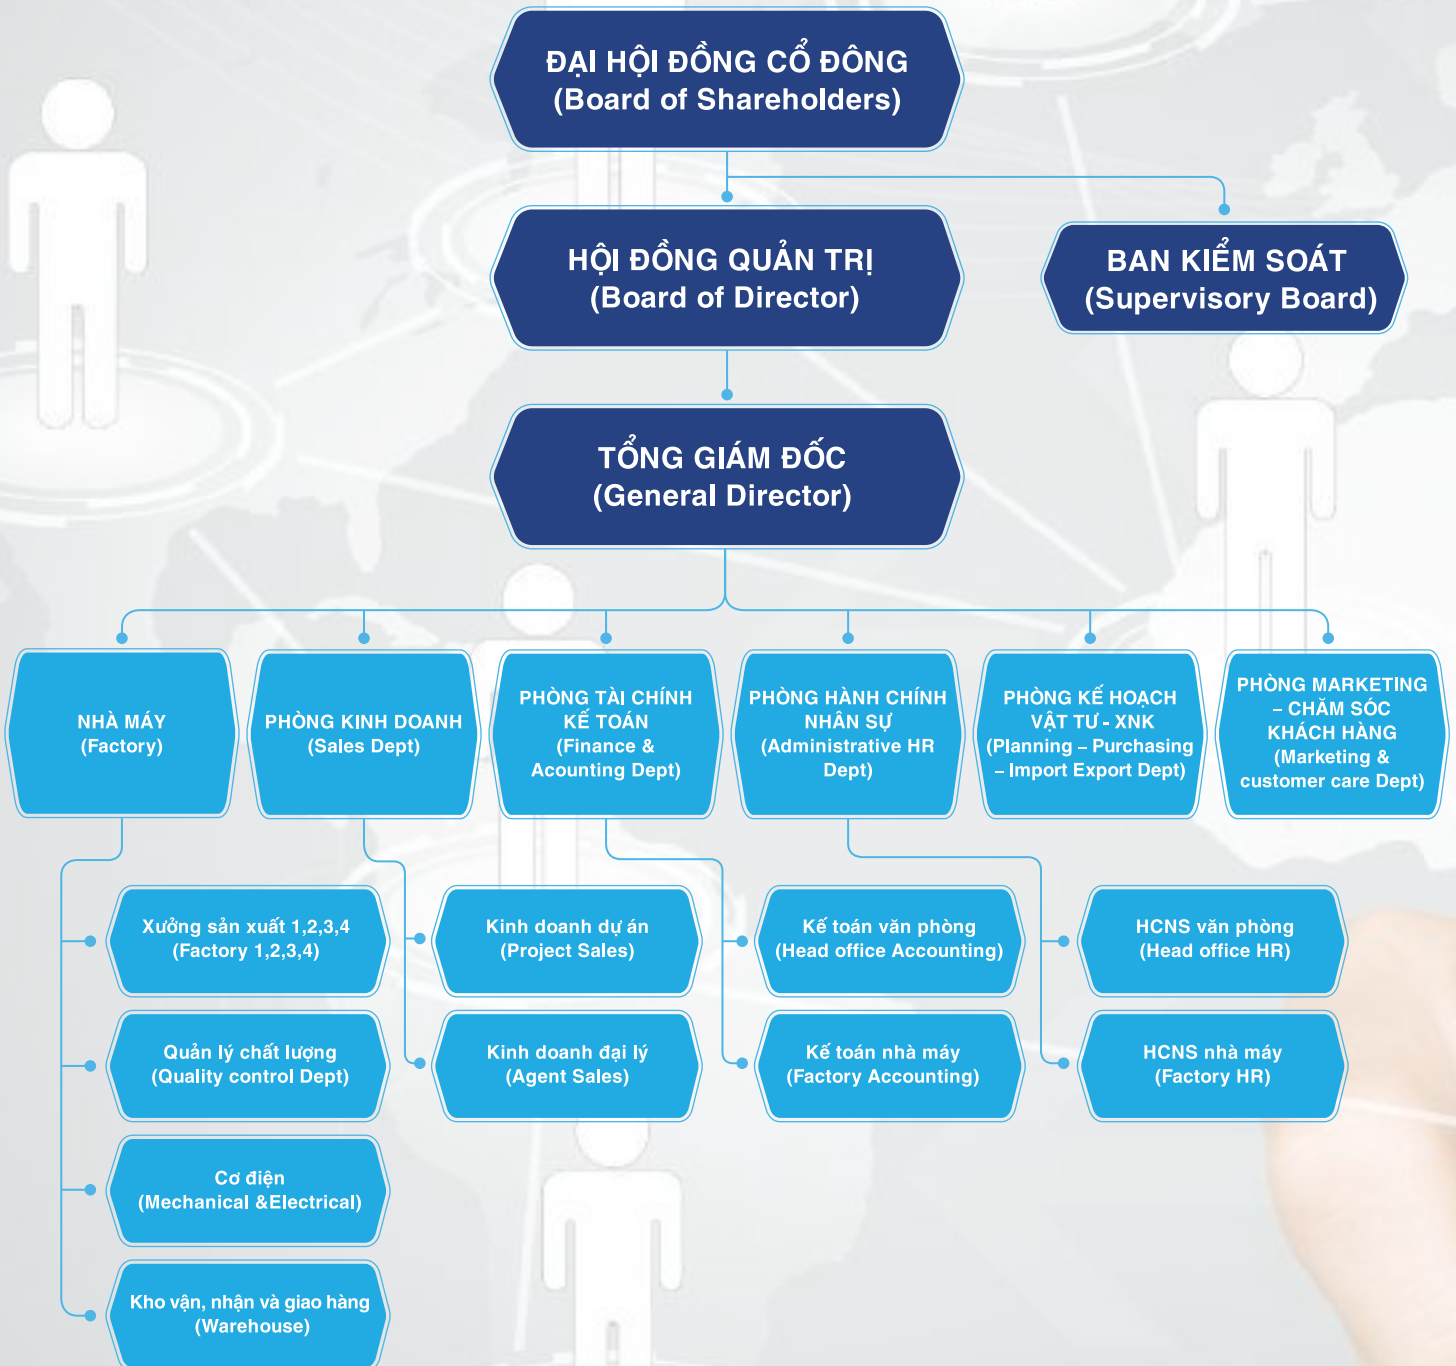 ĐẠI HỘI ĐỒNG CỔ ĐÔNG
(Board of Shareholders)
HỘI ĐỒNG QUẢN TRỊ
(Board of Director)
BAN KIỂM SOÁT
(Supervisory Board)
TỔNG GIÁM ĐỐC
(General Director)
NHÀ MÁY
(Factory)
PHÒNG KINH DOANH
(Sales Dept)
PHÒNG TÀI CHÍNH
KẾ TOÁN
(Finance &
Acounting Dept)
PHÒNG HÀNH CHÍNH
NHÂN SỰ
(Administrative HR
Dept)
PHÒNG KẾ HOẠCH
VẬT TƯ - XNK
(Planning – Purchasing
– Import Export Dept)
PHÒNG MARKETING
– CHĂM SÓC
KHÁCH HÀNG
(Marketing &
customer care Dept)
Xưởng sản xuất 1,2,3,4
(Factory 1,2,3,4)
Kinh doanh dự án
(Project Sales)
Kế toán văn phòng
(Head office Accounting)
HCNS văn phòng
(Head office HR)
Quản lý chất lượng
(Quality control Dept)
Kinh doanh đại lý
(Agent Sales)
Kế toán nhà máy
(Factory Accounting)
HCNS nhà máy
(Factory HR)
Cơ điện
(Mechanical &Electrical)
Kho vận, nhận và giao hàng
(Warehouse)